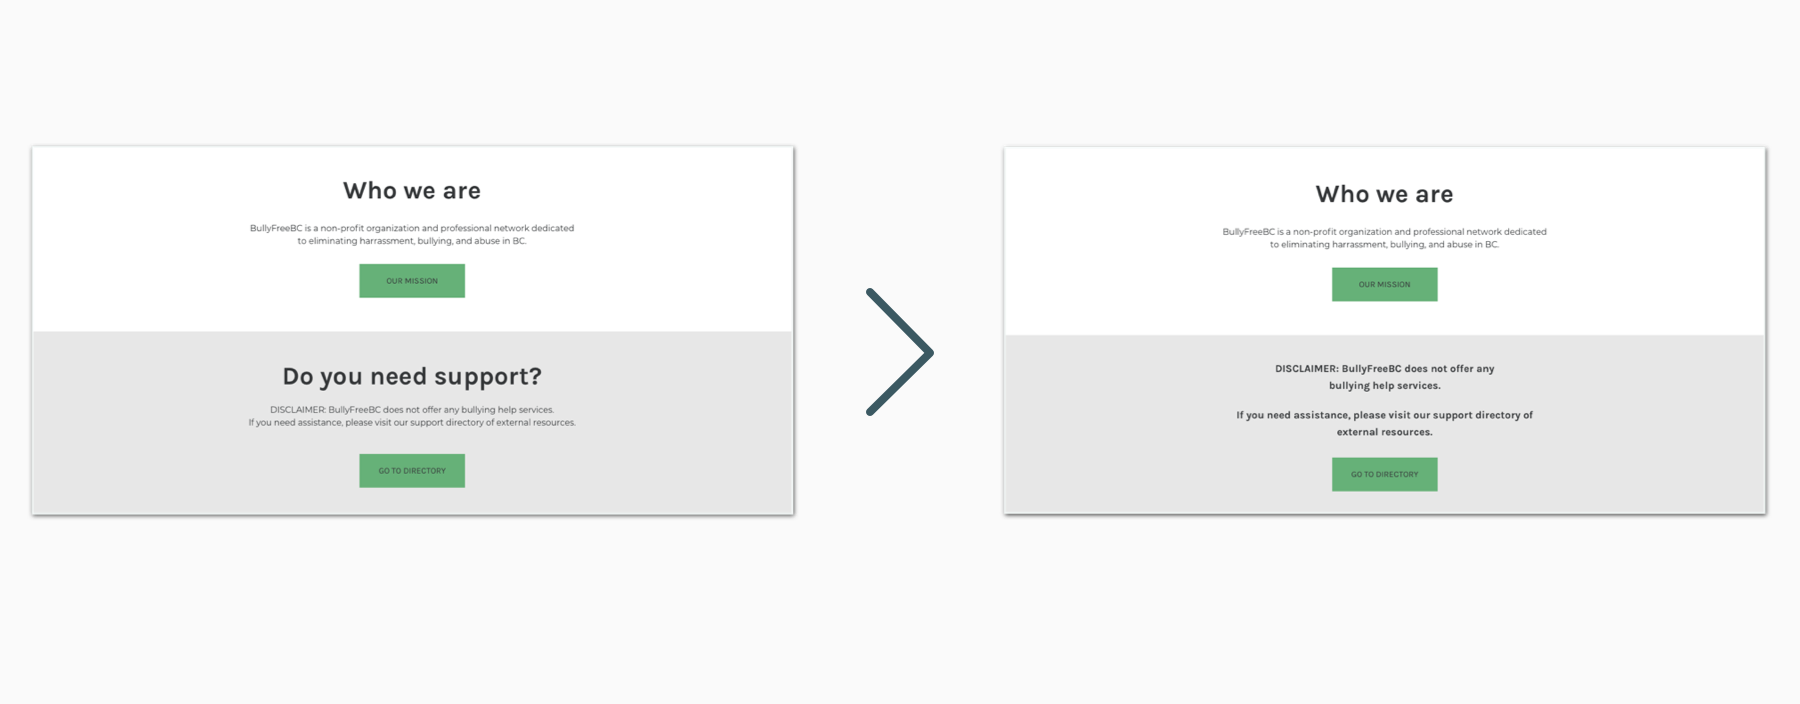 Who we are
BullyFreeBC is a non-profit organization and professional network dedicated
to eliminating harrassment, bullying, and abuse in BC.
OUR MISSION
Do you need support?
DISCLAIMER: BullyFreeBC does not offer any bullying help services.
If you need assistance, please visit our support directory of external resources.
GO TO DIRECTORY
Who we are
BullyFreeBC is a non-profit organization and professional network dedicated
to eliminating harrassment, bullying, and abuse in BC.
OUR MISSION
DISCLAIMER: BullyFreeBC does not offer any
bullying help services.
If you need assistance, please visit our support directory of
external resources.
GO TO DIRECTORY